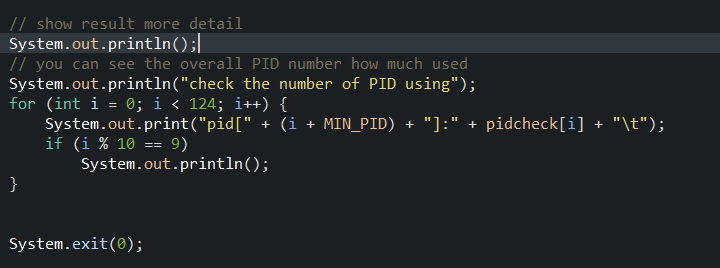 // show result more detail
System.out.println();
// you can see the overall PID number how much used
System.out.println("check the number of PID using");
for (int i = 0; i < 124; i++) {
    System.out.print("pid[" + (i + MIN_PID) + "]:" + pidcheck[i] + "\t");
    if (i % 10 == 9)
        System.out.println();
}
System.exit(0);